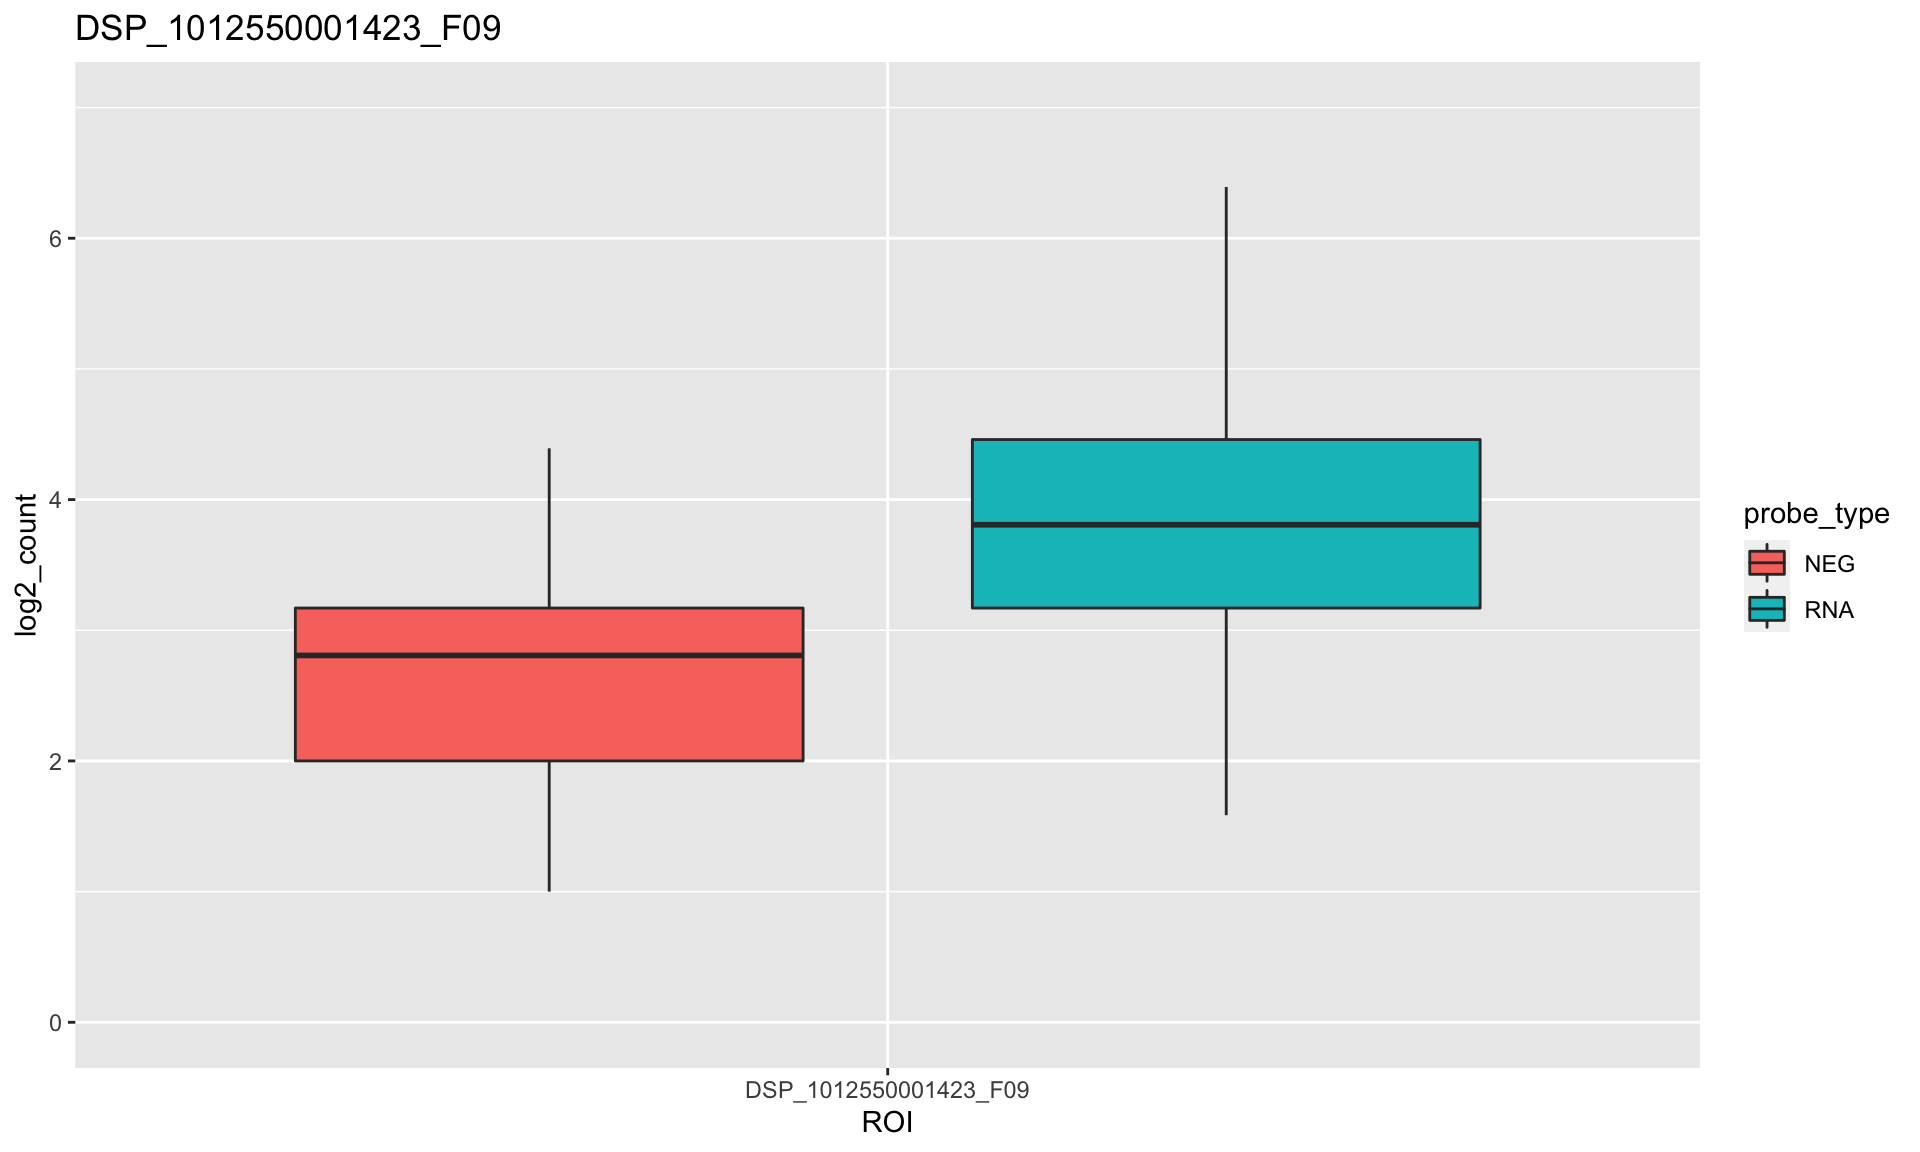 DSP_1012550001423_F09
log2_count
6
4
2
0
DSP_1012550001423_F09
ROI
probe_type
NEG
RNA